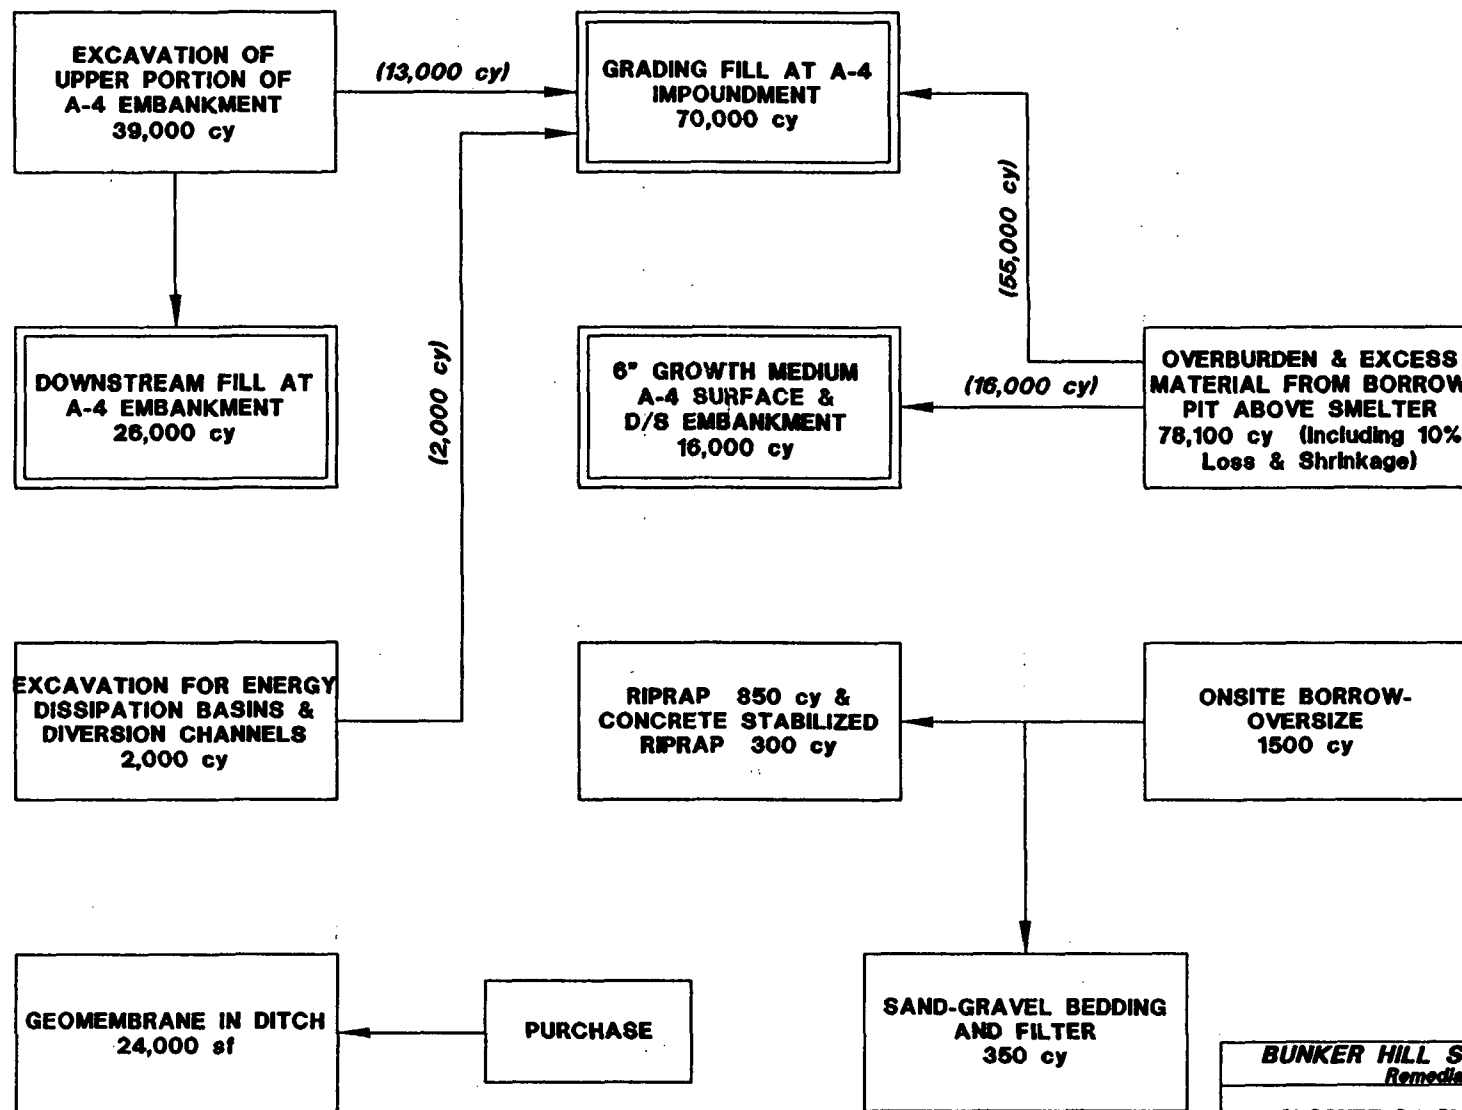 EXCAVATION OF
UPPER PORTION OF
A-4 EMBANKMENT
39,000 cy
(13,000 cy)
GRADING FILL AT A-4
IMPOUNDMENT
70,000 cy
(55,000 cy)
DOWNSTREAM FILL AT
A-4 EMBANKMENT
26,000 cy
(2,000 cy)
6" GROWTH MEDIUM
A-4 SURFACE &
D/S EMBANKMENT
16,000 cy
(16,000 cy)
OVERBURDEN & EXCESS
MATERIAL FROM BORROW
PIT ABOVE SMELTER
78,100 cy (Including 10%
Loss & Shrinkage)
EXCAVATION FOR ENERGY
DISSIPATION BASINS &
DIVERSION CHANNELS
2,000 cy
RIPRAP 850 cy &
CONCRETE STABILIZED
RIPRAP 300 cy
ONSITE BORROW-
OVERSIZE
1500 cy
GEOMEMBRANE IN DITCH
24,000 sf
PURCHASE
SAND-GRAVEL BEDDING
AND FILTER
350 cy
BUNKER HILL S
Remedia